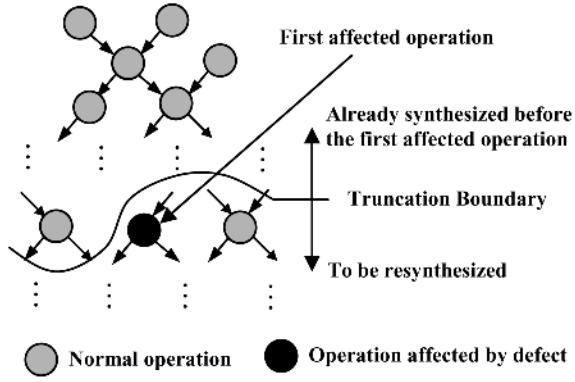 First affected operation
Already synthesized before
the first affected operation
Truncation Boundary
To be resynthesized
Normal operation
Operation affected by defect